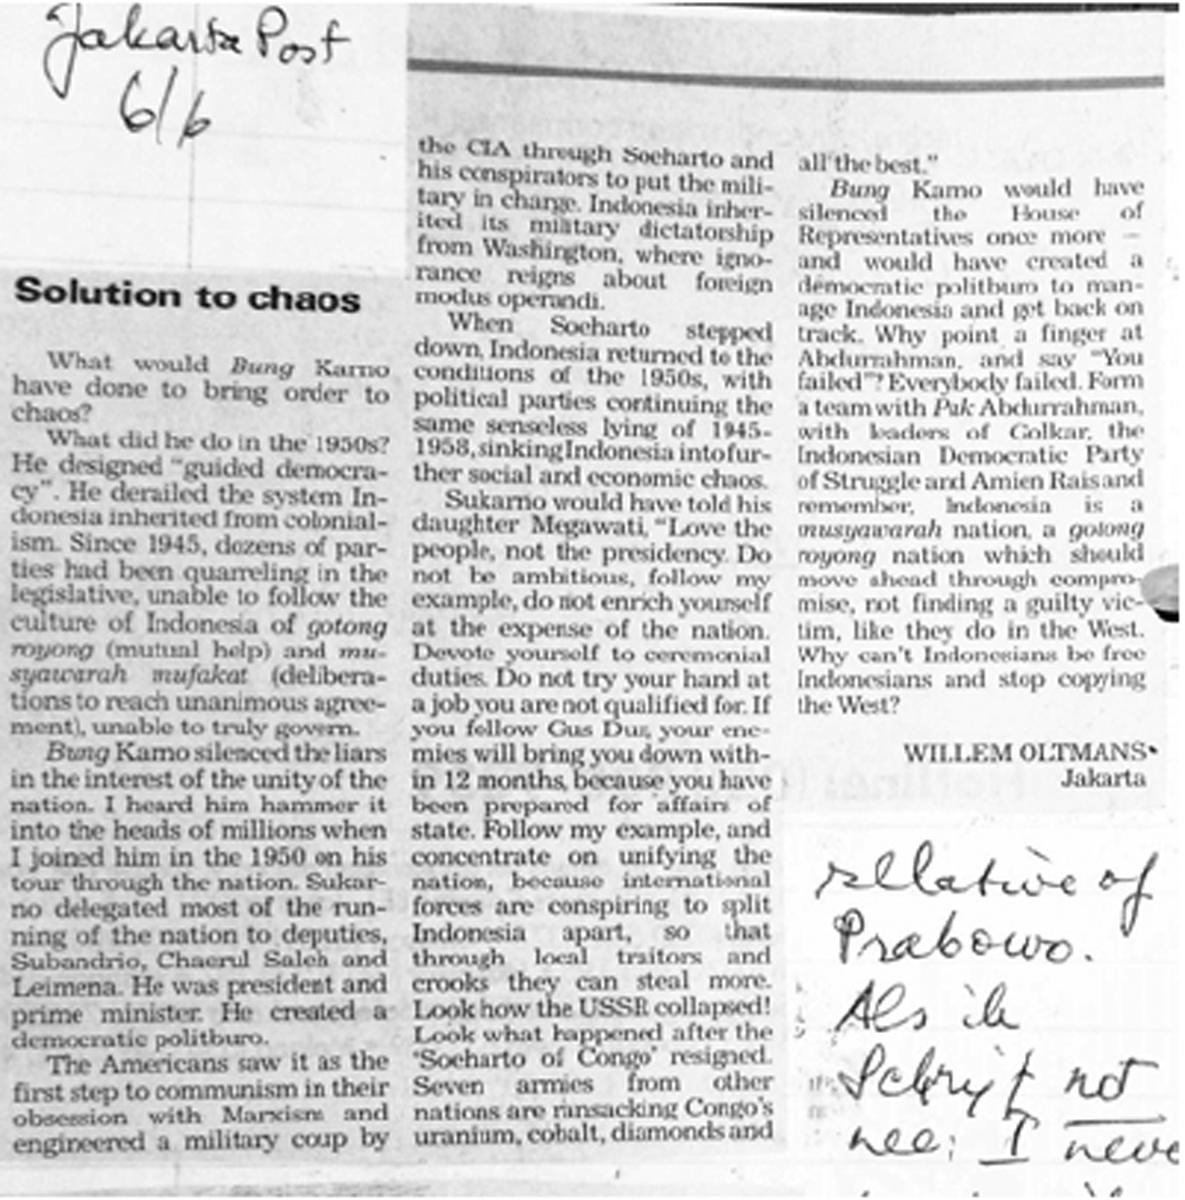 Jakarta Post
6/6
Solution to chaos
What would Bung Karno
have done to bring order to
chaos?
What did he do in the 1950s?
He designed “guided democra-
cy”. He derailed the system In-
donesia inherited from colonial-
ism. Since 1945, dozens of par-
ties had been quarreling in the
legislative, unable to follow the
culture of Indonesia of gotong
royong (mutual help) and mu-
syawarah mufakat (delibera-
tions to reach unanimous agree-
ment), unable to truly govern.
Bung Karno silenced the liars
in the interest of the unity of the
nation. I heard him hammer it
into the heads of millions when
I joined him in the 1950 on his
tour through the nation. Sukar-
no delegated most of the run-
ning of the nation to deputies,
Subandrio, Chaerul Saleh and
Leimena. He was president and
prime minister. He created a
democratic politburo.
The Americans saw it as the
first step to communism in their
obsession with Marxism and
engineered a military coup by
the CIA through Soeharto and
his conspirators to put the mili-
tary in charge. Indonesia inher-
ited its military dictatorship
from Washington, where igno-
rance reigns about foreign
modus operandi.
When Soeharto stepped
down, Indonesia returned to the
conditions of the 1950s, with
political parties continuing the
same senseless lying of 1945-
1958, sinking Indonesia into fur-
ther social and economic chaos.
Sukarno would have told his
daughter Megawati, “Love the
people, not the presidency. Do
not be ambitious, follow my
example, do not enrich yourself
at the expense of the nation.
Devote yourself to ceremonial
duties. Do not try your hand at
a job you are not qualified for. If
you follow Gus Dur, your ene-
mies will bring you down with-
in 12 months, because you have
been prepared for affairs of
state. Follow my example, and
concentrate on unifying the
nation, because international
forces are conspiring to split
Indonesia apart, so that
through local traitors and
crooks they can steal more.
Look how the USSR collapsed!
Look what happened after the
‘Soeharto of Congo’ resigned.
Seven armies from other
nations are ransacking Congo’s
uranium, cobalt, diamonds and
all the best.”
Bung Karno would have
silenced the House of
Representatives once more –
and would have created a
democratic politburo to man-
age Indonesia and get back on
track. Why point a finger at
Abdurrahman, and say “You
failed”? Everybody failed. Form
a team with Pak Abdurrahman,
with leaders of Golkar, the
Indonesian Democratic Party
of Struggle and Amien Rais and
remember, Indonesia is a
musyawarah nation, a gotong
royong nation which should
move ahead through compro-
mise, not finding a guilty vic-
tim, like they do in the West.
Why can’t Indonesians be free
Indonesians and stop copying
the West?
WILLEM OLTMANS
Jakarta
relative of
Prabowo.
Als ik
Schrijf not
nee: I neve